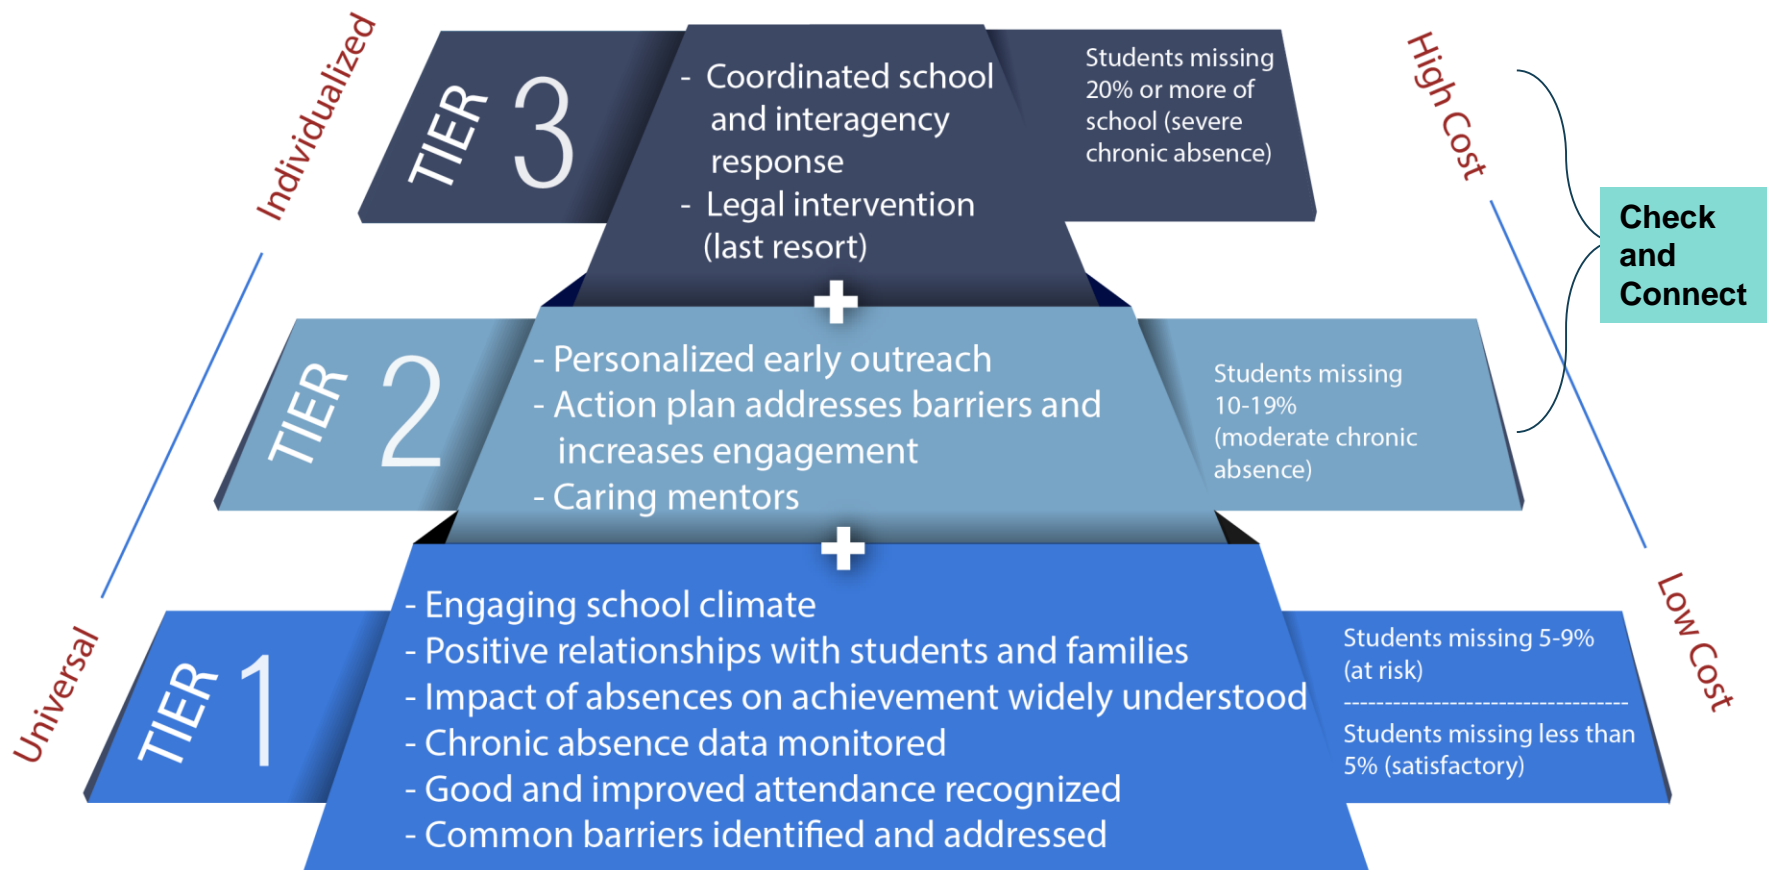 Individualized
Universal
TIER 3
- Coordinated school
and interagency
response
- Legal intervention
(last resort)
Students missing
20% or more of
school (severe
chronic absence)
High Cost
Low Cost
Check
and
Connect
TIER 2
- Personalized early outreach
- Action plan addresses barriers and
increases engagement
- Caring mentors
Students missing
10-19%
(moderate chronic
absence)
TIER 1
- Engaging school climate
- Positive relationships with students and families
- Impact of absences on achievement widely understood
- Chronic absence data monitored
- Good and improved attendance recognized
- Common barriers identified and addressed
Students missing 5-9%
(at risk)
Students missing less than
5% (satisfactory)